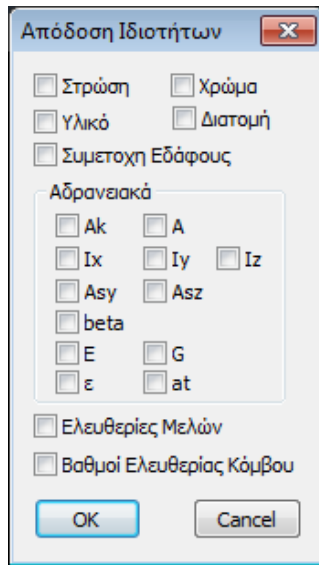 Απόδοση Ιδιοτήτων
Στρώση Χρώμα
Υλικό Διατομή
Συμετοχη Εδάφους
Αδρανειακά
Ak A
Ix Iy Iz
Asy Asz
beta
E G
ε at
Ελευθερίες Μελών
Βαθμοί Ελευθερίας Κόμβου
OK Cancel